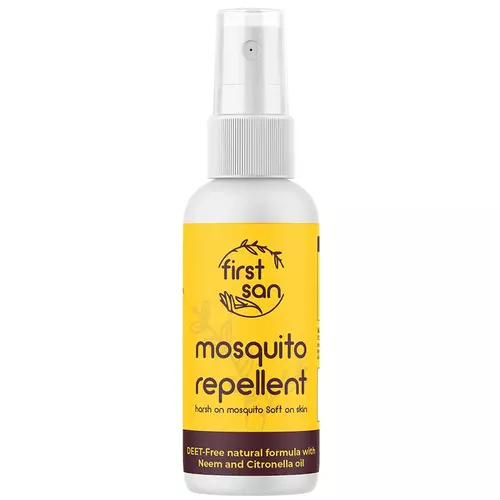 first
san
mosquito
repellent
harsh on mosquito Soft on skin
DEET-Free natural formula with
Neem and Citronella oil